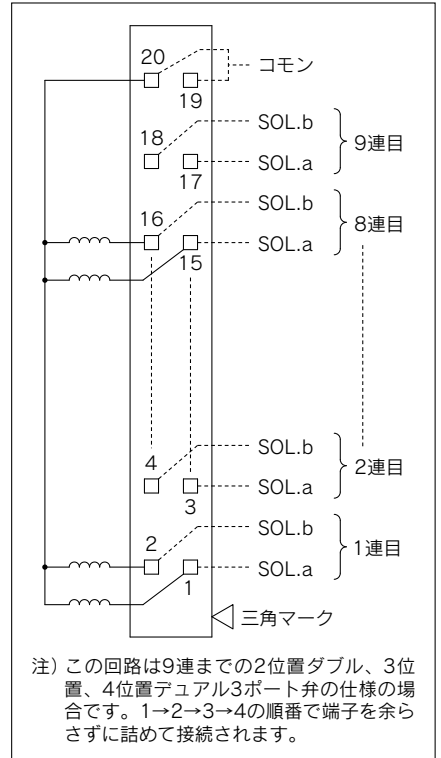 20
コモン
19
SOL.b
18
9連目
SOL.a
17
SOL.b
16
8連目
SOL.a
15
SOL.b
4
2連目
SOL.a
3
SOL.b
2
1連目
SOL.a
1
三角マーク
注) この回路は9連までの2位置ダブル、3位
置、4位置デュアル3ポート弁の仕様の場
合です。1→2→3→4の順番で端子を余ら
さずに詰めて接続されます。